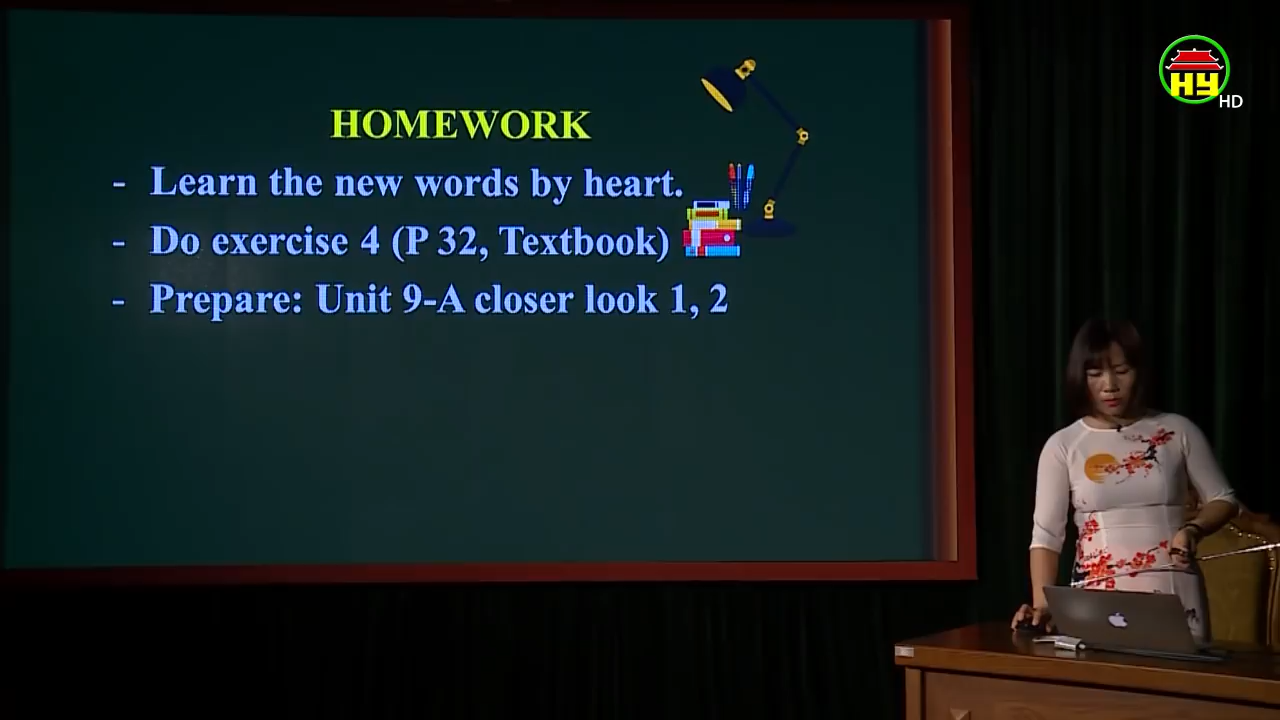 HY
HD
HOMEWORK
- Learn the new words by heart.
- Do exercise 4 (P 32, Textbook)
- Prepare: Unit 9-A closer look 1, 2